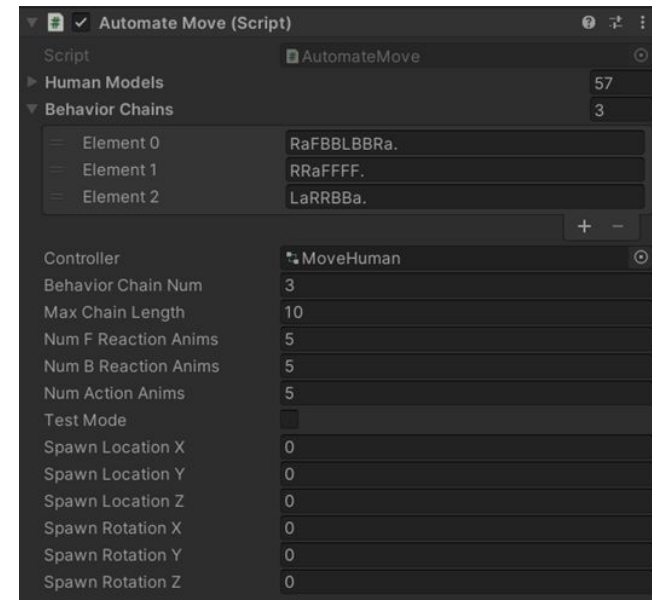 Automate Move (Script)
Script AutomateMove
Human Models 57
Behavior Chains 3
Element 0 RaFBBLBBRa.
Element 1 RRaFFFF.
Element 2 LaRRBBa.
+ −
Controller MoveHuman
Behavior Chain Num 3
Max Chain Length 10
Num F Reaction Anims 5
Num B Reaction Anims 5
Num Action Anims 5
Test Mode
Spawn Location X 0
Spawn Location Y 0
Spawn Location Z 0
Spawn Rotation X 0
Spawn Rotation Y 0
Spawn Rotation Z 0